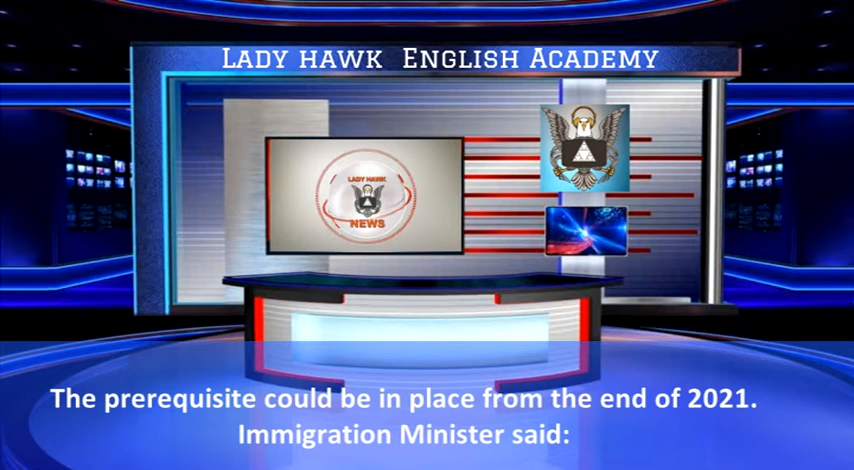 Lady hawk English Academy
LADY HAWK
NEWS
The prerequisite could be in place from the end of 2021.
Immigration Minister said: